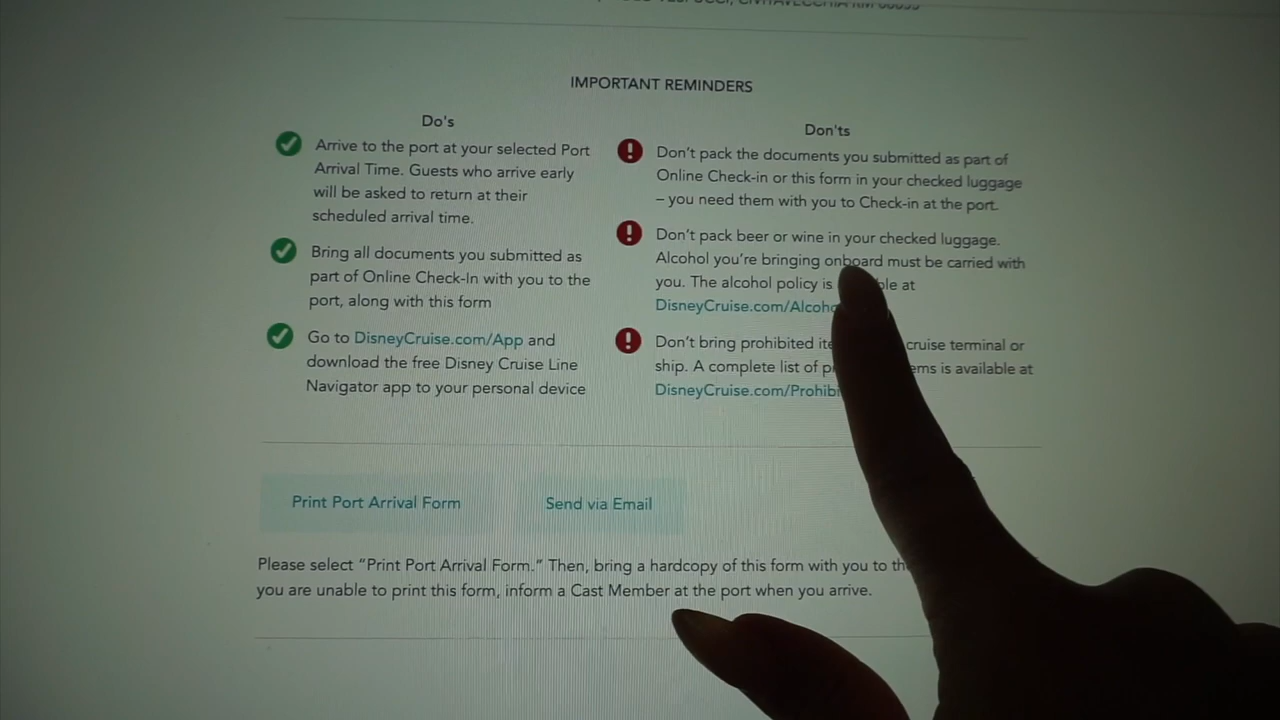 IMPORTANT REMINDERS
Do's
Arrive to the port at your selected Port
Arrival Time. Guests who arrive early
will be asked to return at their
scheduled arrival time.
Bring all documents you submitted as
part of Online Check-In with you to the
port, along with this form
Go to DisneyCruise.com/App and
download the free Disney Cruise Line
Navigator app to your personal device
Don'ts
Don't pack the documents you submitted as part of
Online Check-in or this form in your checked luggage
– you need them with you to Check-in at the port.
Don't pack beer or wine in your checked luggage.
Alcohol you're bringing onboard must be carried with
you. The alcohol policy is at
Don't bring prohibited cruise terminal or
ship. A complete list of is available at
Print Port Arrival Form
Send via Email
Please select “Print Port Arrival Form.” Then, bring a hardcopy of this form with you to
you are unable to print this form, inform a Cast Member at the port when you arrive.